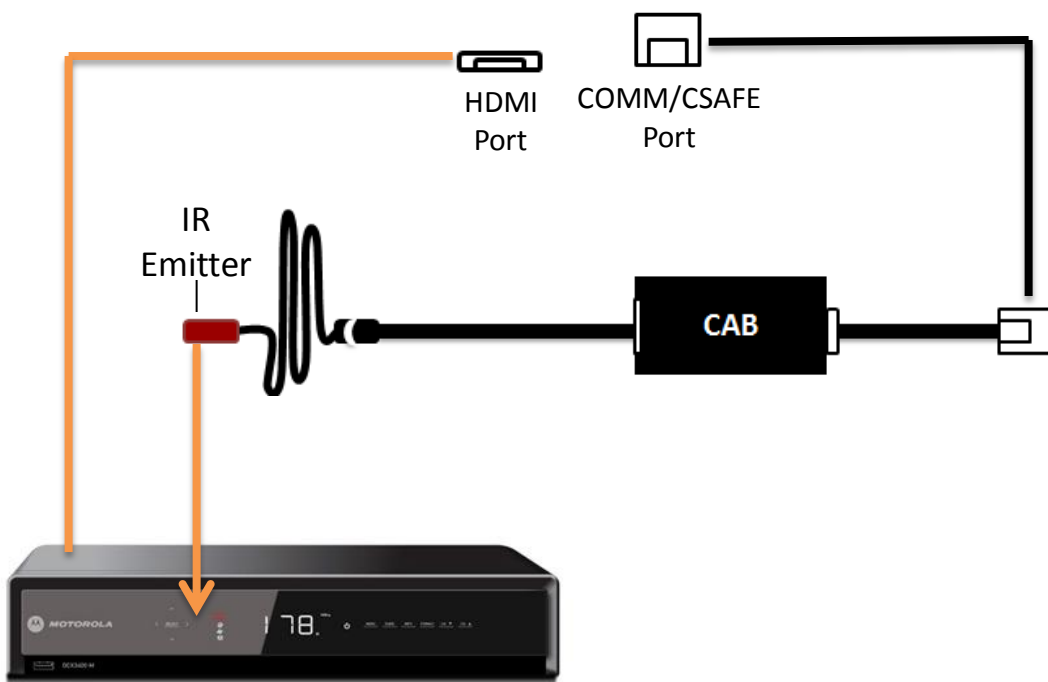 HDMI
Port
COMM/CSAFE
Port
IR
Emitter
CAB
MOTOROLA
178.